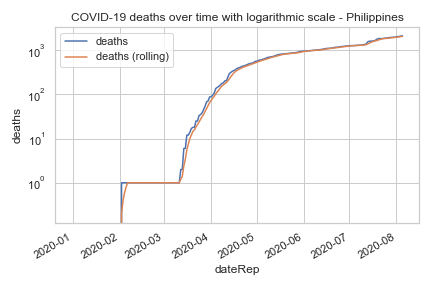 COVID-19 deaths over time with logarithmic scale - Philippines
deaths
deaths (rolling)
10³
10²
10¹
10⁰
deaths
2020-01
2020-02
2020-03
2020-04
2020-05
2020-06
2020-07
2020-08
dateRep